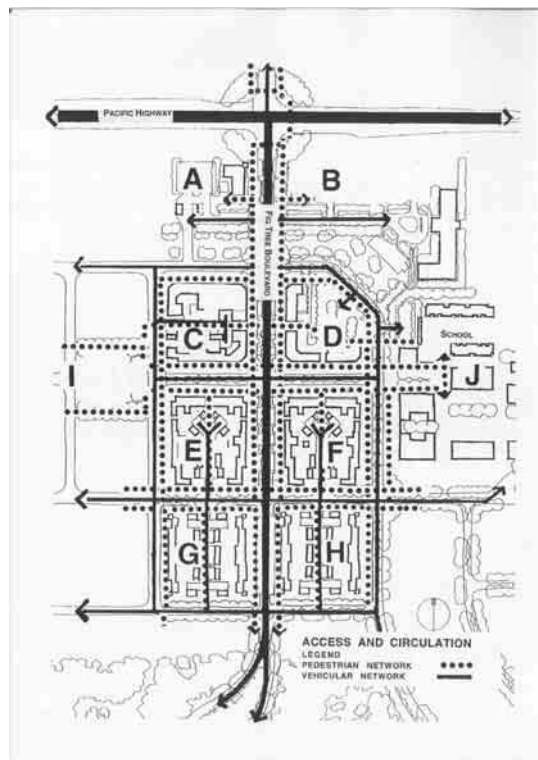 PACIFIC HIGHWAY
A
B
FIG TREE BOULEVARD
C
D
SCHOOL
I
J
E
F
G
H
ACCESS AND CIRCULATION
LEGEND
PEDESTRIAN NETWORK
VEHICULAR NETWORK